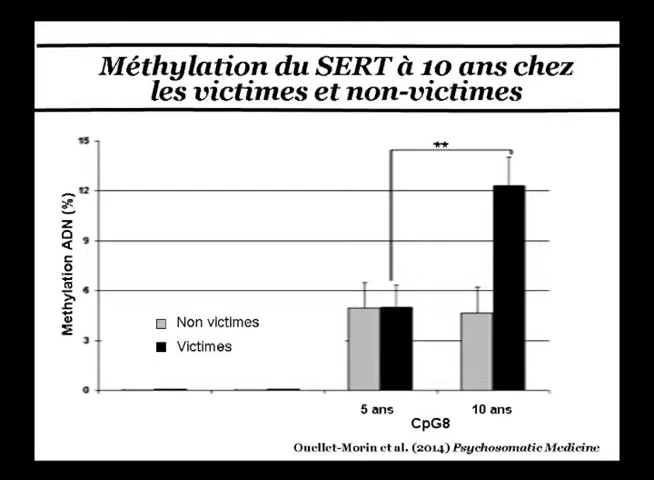 Méthylation du SERT à 10 ans chez
les victimes et non-victimes
15
12
9
6
3
0
Methylation ADN (%)
**
Non victimes
Victimes
5 ans
10 ans
CpG8
Ouellet-Morin et al. (2014) Psychosomatic Medicine